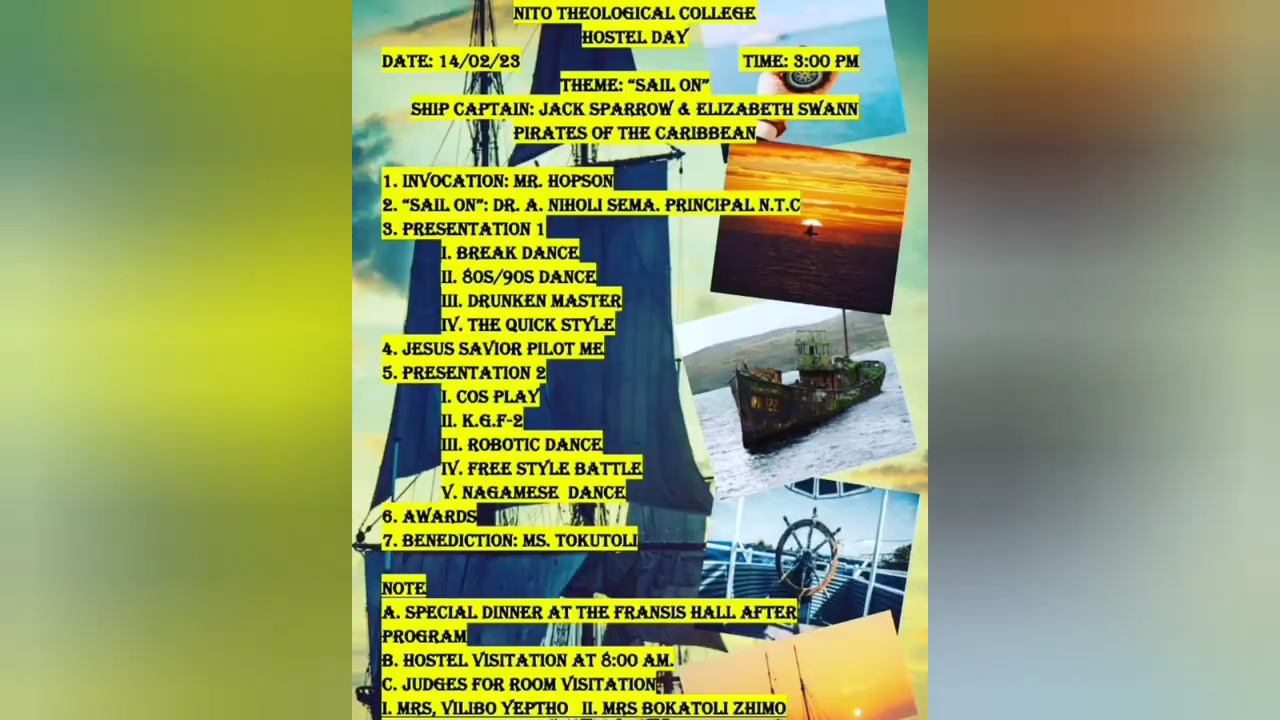 NITO THEOLOGICAL COLLEGE
HOSTEL DAY
DATE: 14/02/23 TIME: 3:00 PM
THEME: “SAIL ON”
SHIP CAPTAIN: JACK SPARROW & ELIZABETH SWANN
PIRATES OF THE CARIBBEAN
1. INVOCATION: MR. HOPSON
2. “SAIL ON”: DR. A. NIHOLI SEMA. PRINCIPAL N.T.C
3. PRESENTATION 1
I. BREAK DANCE
II. 80S/90S DANCE
III. DRUNKEN MASTER
IV. THE QUICK STYLE
4. JESUS SAVIOR PILOT ME
5. PRESENTATION 2
I. COS PLAY
II. K.G.F-2
III. ROBOTIC DANCE
IV. FREE STYLE BATTLE
V. NAGAMESE DANCE
6. AWARDS
7. BENEDICTION: MS. TOKUTOLI
NOTE
A. SPECIAL DINNER AT THE FRANSIS HALL AFTER
PROGRAM
B. HOSTEL VISITATION AT 8:00 AM.
C. JUDGES FOR ROOM VISITATION
I. MRS, VILIBO YEPTHO II. MRS BOKATOLI ZHIMO